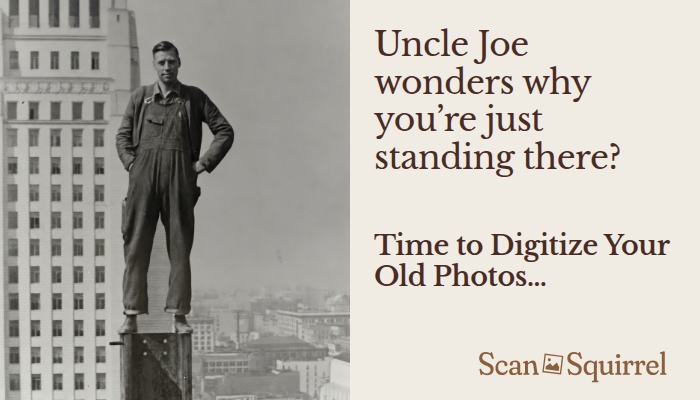 Uncle Joe
wonders why
you’re just
standing there?
Time to Digitize Your
Old Photos...
Scan Squirrel